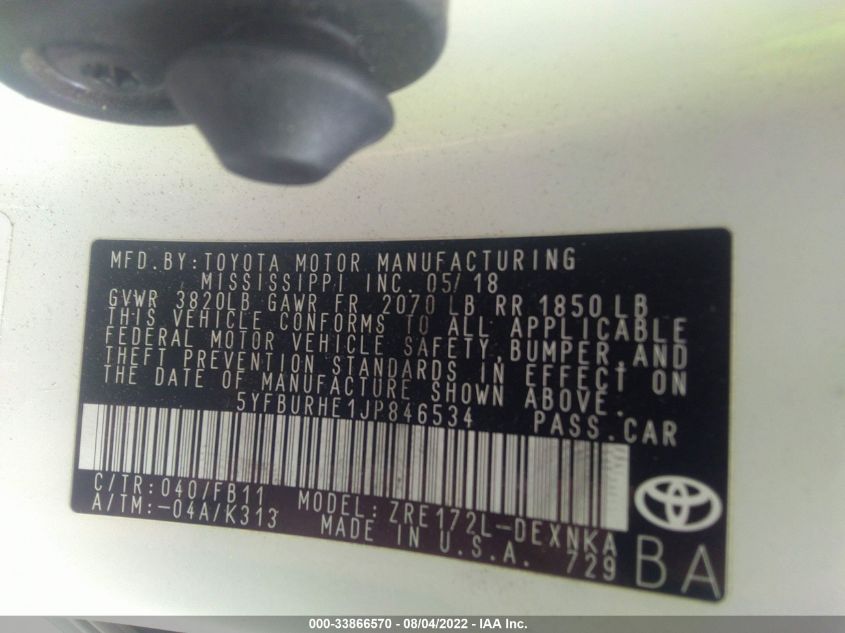 MFD.BY:TOYOTA MOTOR MANUFACTURING
MISSISSIPPI INC. 05/18
GVWR 3820LB GAWR FR 2070 LB RR 1850 LB
THIS VEHICLE CONFORMS TO ALL APPLICABLE
FEDERAL MOTOR VEHICLE SAFETY, BUMPER, AND
THEFT PREVENTION STANDARDS IN EFFECT ON
THE DATE OF MANUFACTURE SHOWN ABOVE.
5YFBURHE1JP846534 PASS.CAR
C/TR:040/FB11 MODEL:ZRE172L-DEXNKA
A/TM:-04A/K313 MADE IN U.S.A. 729
BA
000-33866570 - 08/04/2022 - IAA Inc.